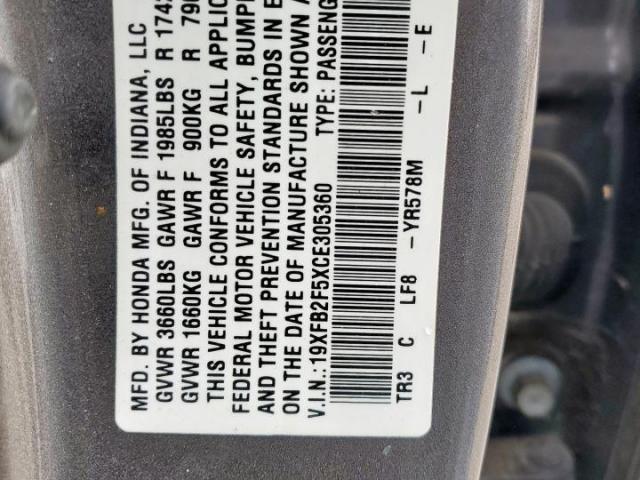 MFD. BY HONDA MFG. OF INDIANA, LLC
GVWR 3660LBS GAWR F 1985LBS R 174
GVWR 1660KG GAWR F 900KG R 790
THIS VEHICLE CONFORMS TO ALL APPLIC
FEDERAL MOTOR VEHICLE SAFETY, BUMP
AND THEFT PREVENTION STANDARDS IN E
ON THE DATE OF MANUFACTURE SHOWN A
V.I.N.:19XFB2F5XCE305360 TYPE: PASSENG
TR3 C LF8 -YR578M -L -E